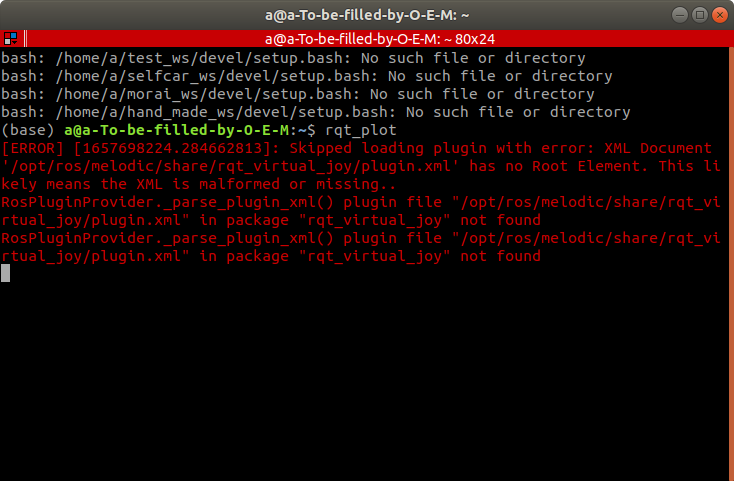 a@a-To-be-filled-by-O-E-M: ~
a@a-To-be-filled-by-O-E-M: ~ 80x24
bash: /home/a/test_ws/devel/setup.bash: No such file or directory
bash: /home/a/selfcar_ws/devel/setup.bash: No such file or directory
bash: /home/a/morai_ws/devel/setup.bash: No such file or directory
bash: /home/a/hand_made_ws/devel/setup.bash: No such file or directory
(base) a@a-To-be-filled-by-O-E-M:~$ rqt_plot
[ERROR] [1657698224.284662813]: Skipped loading plugin with error: XML Document
'/opt/ros/melodic/share/rqt_virtual_joy/plugin.xml' has no Root Element. This li
kely means the XML is malformed or missing..
RosPluginProvider._parse_plugin_xml() plugin file "/opt/ros/melodic/share/rqt_vi
rtual_joy/plugin.xml" in package "rqt_virtual_joy" not found
RosPluginProvider._parse_plugin_xml() plugin file "/opt/ros/melodic/share/rqt_vi
rtual_joy/plugin.xml" in package "rqt_virtual_joy" not found